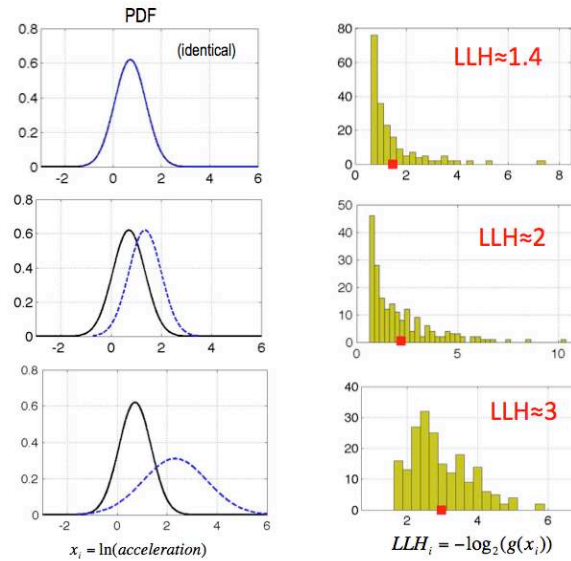 PDF
(identical)
0.8
0.6
0.4
0.2
0
-2 0 2 4 6
80
60
40
20
0
0 2 4 6 8
LLH≈1.4
0.8
0.6
0.4
0.2
0
-2 0 2 4 6
50
40
30
20
10
0
0 5 10
LLH≈2
0.8
0.6
0.4
0.2
0
-2 0 2 4 6
x_i = ln(acceleration)
40
30
20
10
0
2 4 6
LLH≈3
LLH_i = −log₂(g(x_i))